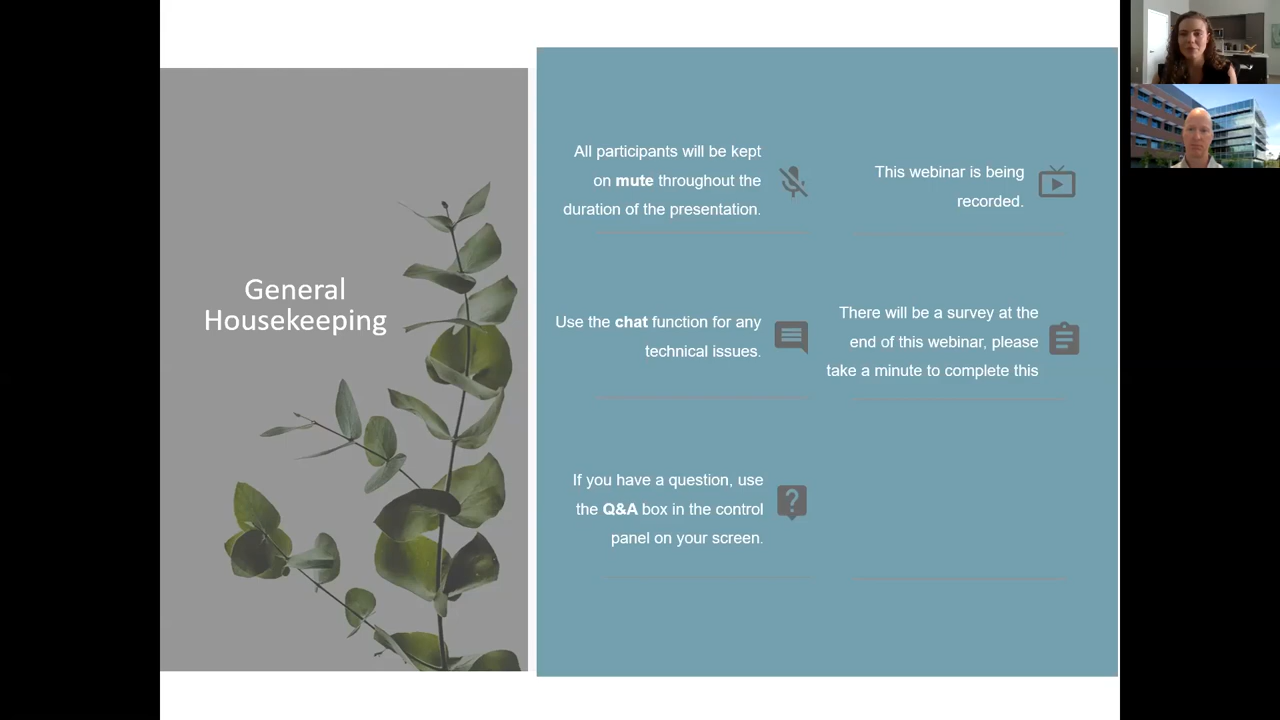 General
Housekeeping
All participants will be kept
on mute throughout the
duration of the presentation.
This webinar is being
recorded.
Use the chat function for any
technical issues.
There will be a survey at the
end of this webinar, please
take a minute to complete this
If you have a question, use
the Q&A box in the control
panel on your screen.